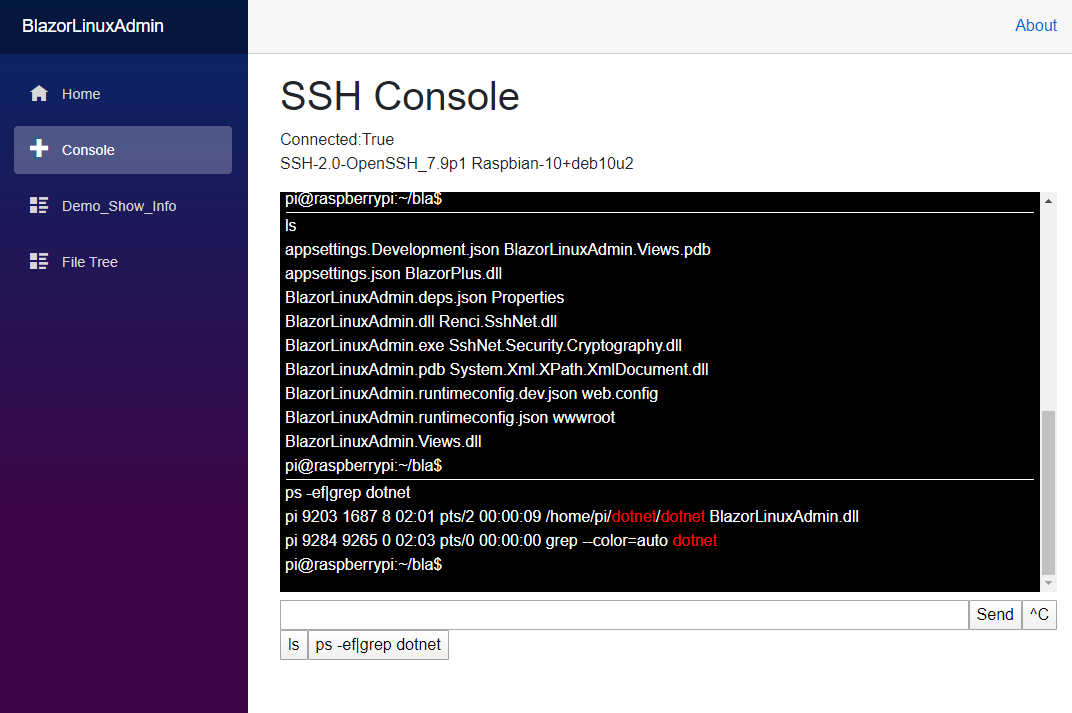 BlazorLinuxAdmin
About
Home
Console
Demo_Show_Info
File Tree
SSH Console
Connected:True
SSH-2.0-OpenSSH_7.9p1 Raspbian-10+deb10u2
pi@raspberrypi:~/bla$
ls
appsettings.Development.json BlazorLinuxAdmin.Views.pdb
appsettings.json BlazorPlus.dll
BlazorLinuxAdmin.deps.json Properties
BlazorLinuxAdmin.dll Renci.SshNet.dll
BlazorLinuxAdmin.exe SshNet.Security.Cryptography.dll
BlazorLinuxAdmin.pdb System.Xml.XPath.XmlDocument.dll
BlazorLinuxAdmin.runtimeconfig.dev.json web.config
BlazorLinuxAdmin.runtimeconfig.json wwwroot
BlazorLinuxAdmin.Views.dll
pi@raspberrypi:~/bla$
ps -ef|grep dotnet
pi 9203 1687 8 02:01 pts/2 00:00:09 /home/pi/dotnet/dotnet BlazorLinuxAdmin.dll
pi 9284 9265 0 02:03 pts/0 00:00:00 grep --color=auto dotnet
pi@raspberrypi:~/bla$
Send ^C
ls ps -ef|grep dotnet